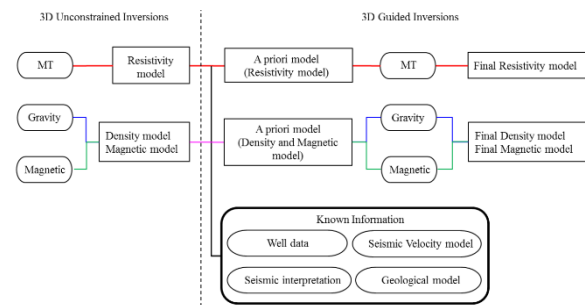 3D Unconstrained Inversions
3D Guided Inversions
MT
Resistivity
model
A priori model
(Resistivity model)
MT
Final Resistivity model
Gravity
Magnetic
Density model
Magnetic model
A priori model
(Density and Magnetic
model)
Gravity
Magnetic
Final Density model
Final Magnetic model
Known Information
Well data
Seismic Velocity model
Seismic interpretation
Geological model